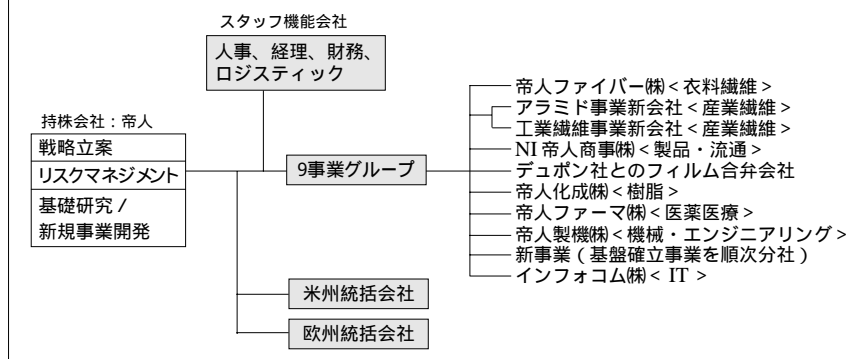 スタッフ機能会社
人事、経理、財務、
ロジスティック
持株会社：帝人
戦略立案
リスクマネジメント
基礎研究 /
新規事業開発
9事業グループ
米州統括会社
欧州統括会社
帝人ファイバー㈱＜衣料繊維＞
アラミド事業新会社＜産業繊維＞
工業繊維事業新会社＜産業繊維＞
NI 帝人商事㈱＜製品・流通＞
デュポン社とのフィルム合弁会社
帝人化成㈱＜樹脂＞
帝人ファーマ㈱＜医薬医療＞
帝人製機㈱＜機械・エンジニアリング＞
新事業（基盤確立事業を順次分社）
インフォコム㈱＜ IT ＞